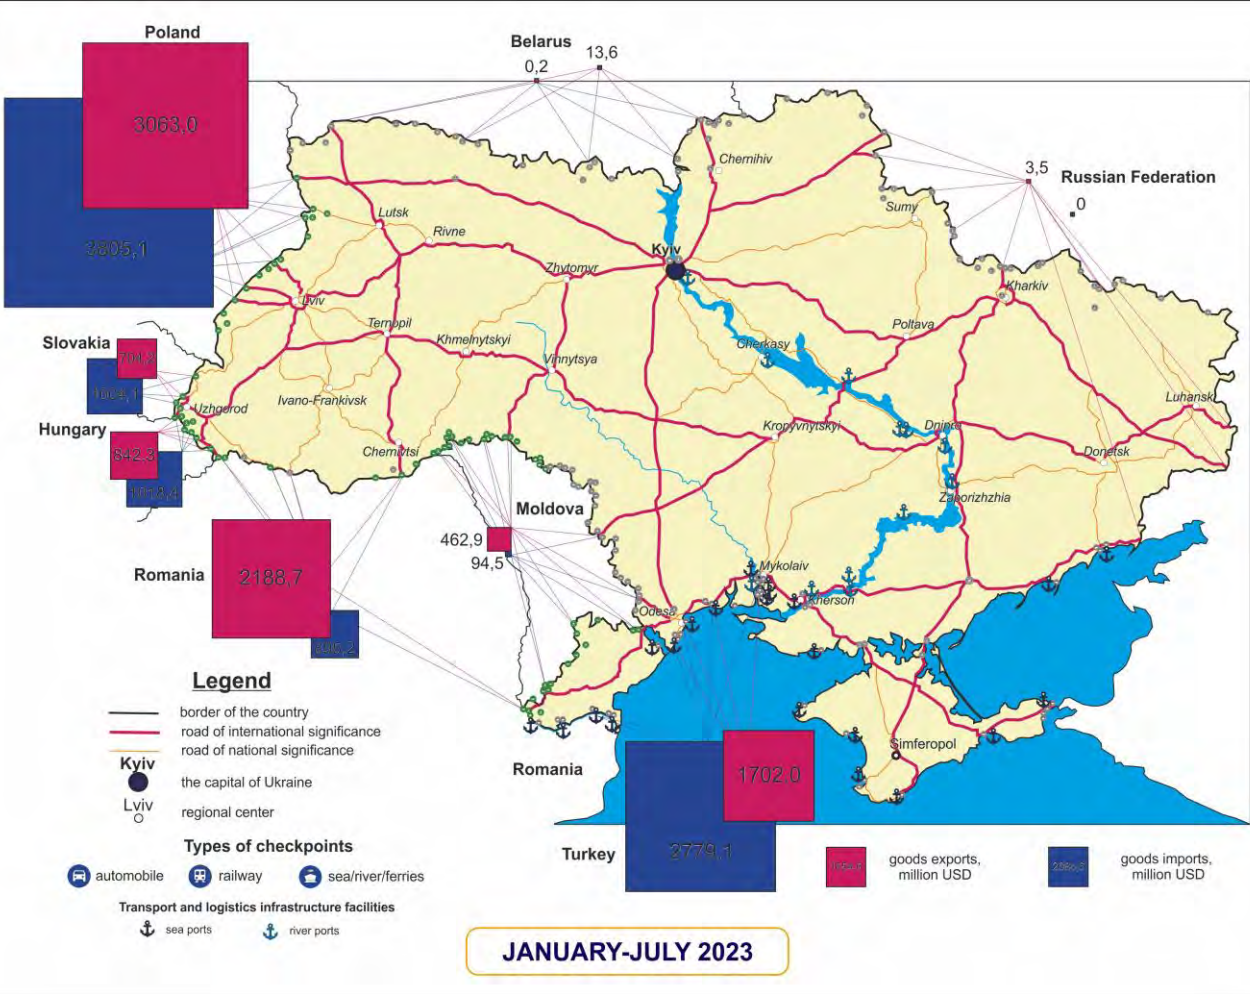 Poland
3063,0
Belarus
13,6
0,2
3,5
Russian Federation
0
Chernihiv
Sumy
Lutsk
Rivne
Kyiv
Zhytomyr
Kharkiv
Lviv
Ternopil
Khmelnytskyi
Vinnytsya
Cherkasy
Poltava
Slovakia
Uzhgorod
Ivano-Frankivsk
Luhansk
Hungary
842,3
Chernivtsi
Kropyvnytskyi
Dnipro
Donetsk
Zaporizhzhia
Moldova
462,9
94,5
Romania
2188,7
Mykolaiv
Kherson
Odesa
Legend
border of the country
road of international significance
road of national significance
Kyiv
the capital of Ukraine
Lviv
regional center
Types of checkpoints
automobile
railway
sea/river/ferries
Transport and logistics infrastructure facilities
sea ports
river ports
Simferopol
Romania
1702,0
Turkey
2779,1
goods exports,
million USD
goods imports,
million USD
JANUARY-JULY 2023